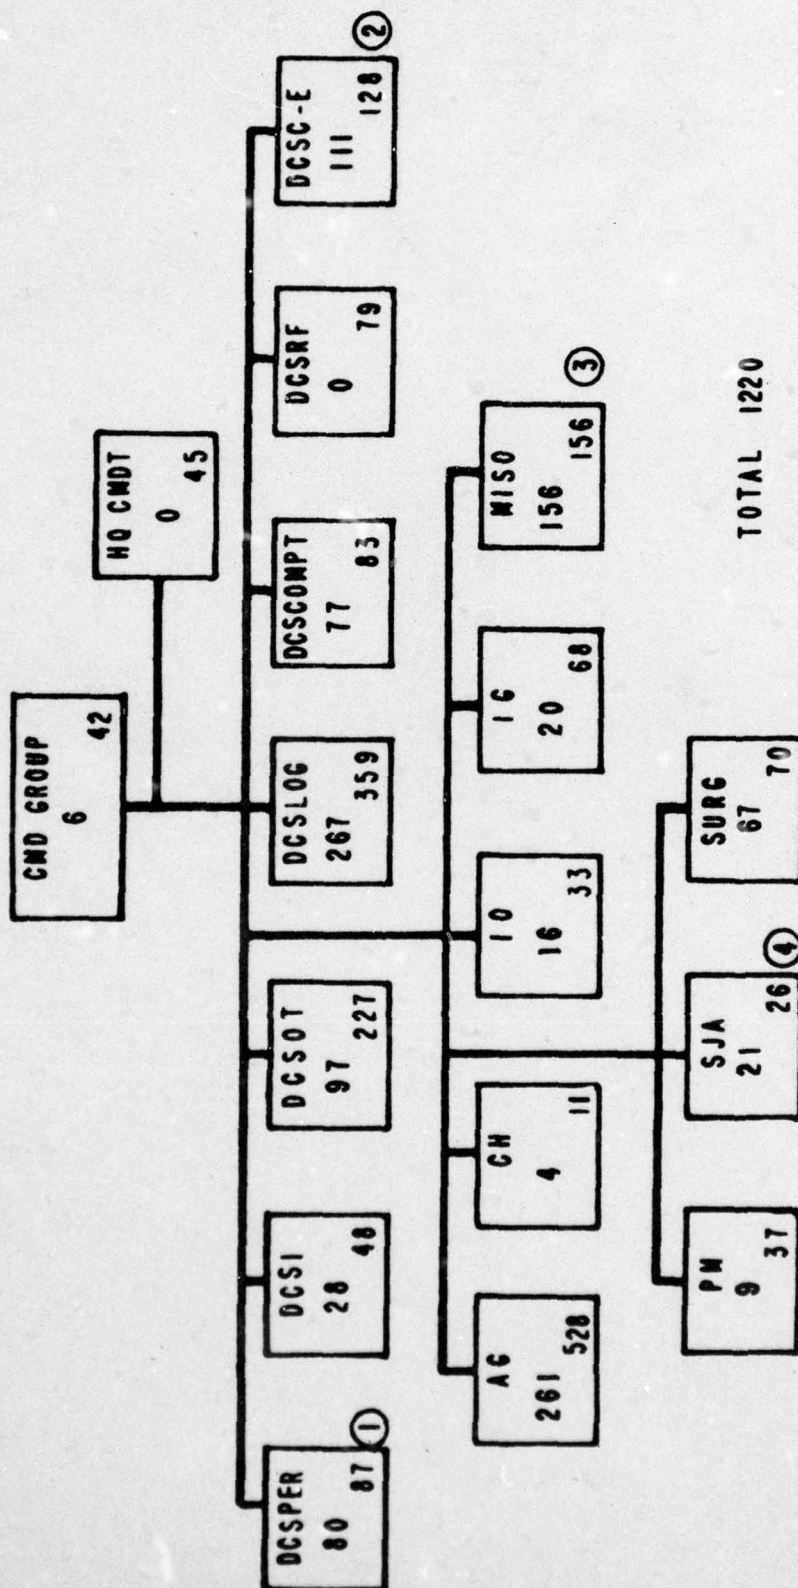 CMD GROUP
6
42
HQ CMDT
0
45
DCSPER
80
87
①
DCSI
28
48
DCSOT
97
227
DCSLOG
267
359
DCSCOMPT
77
83
DCSRF
0
79
DCSC-E
111
128
②
AG
261
528
CH
4
11
IO
16
33
IG
20
68
MISO
156
156
③
PM
9
37
SJA
21
26
④
SURG
67
70
TOTAL 1220